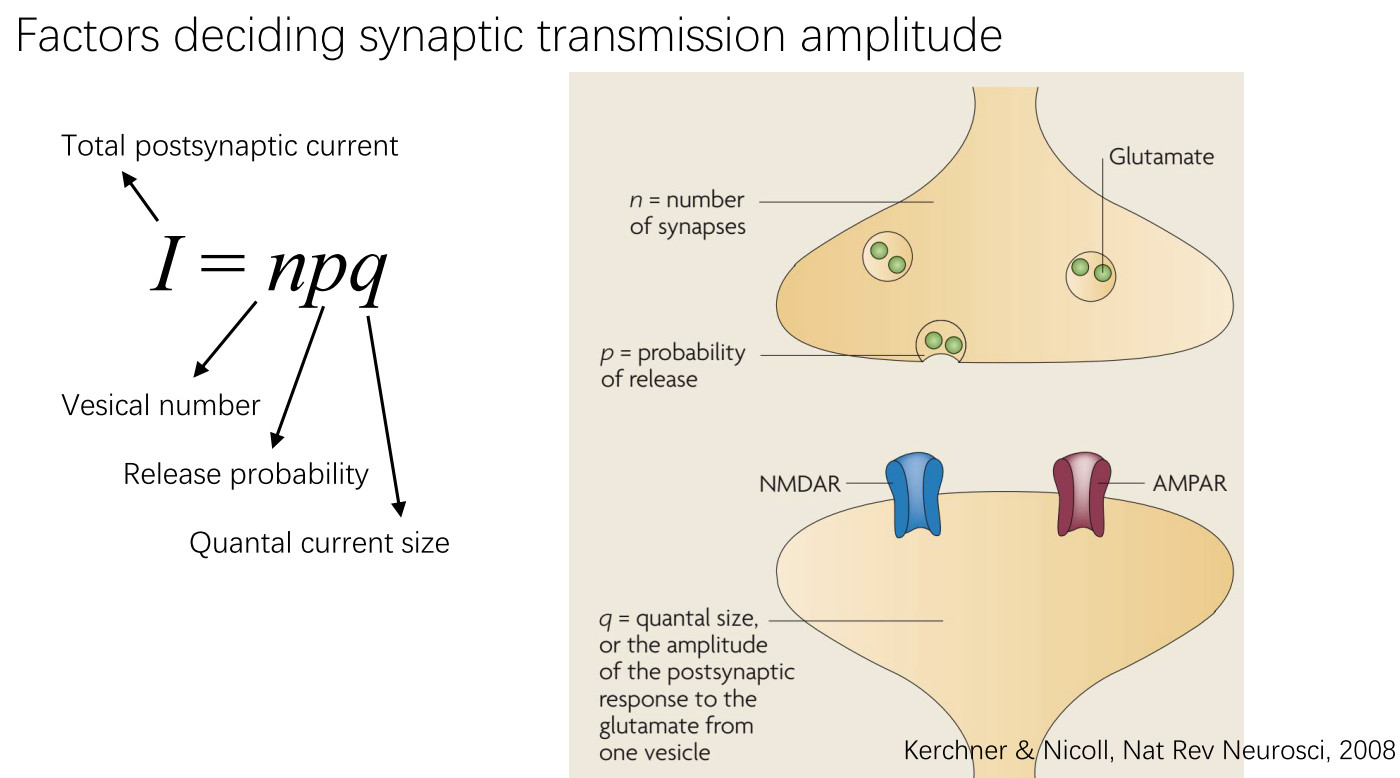 Factors deciding synaptic transmission amplitude
Total postsynaptic current
I = npq
Vesical number
Release probability
Quantal current size
Glutamate
n = number
of synapses
p = probability
of release
NMDAR
AMPAR
q = quantal size,
or the amplitude
of the postsynaptic
response to the
glutamate from
one vesicle
Kerchner & Nicoll, Nat Rev Neurosci, 2008